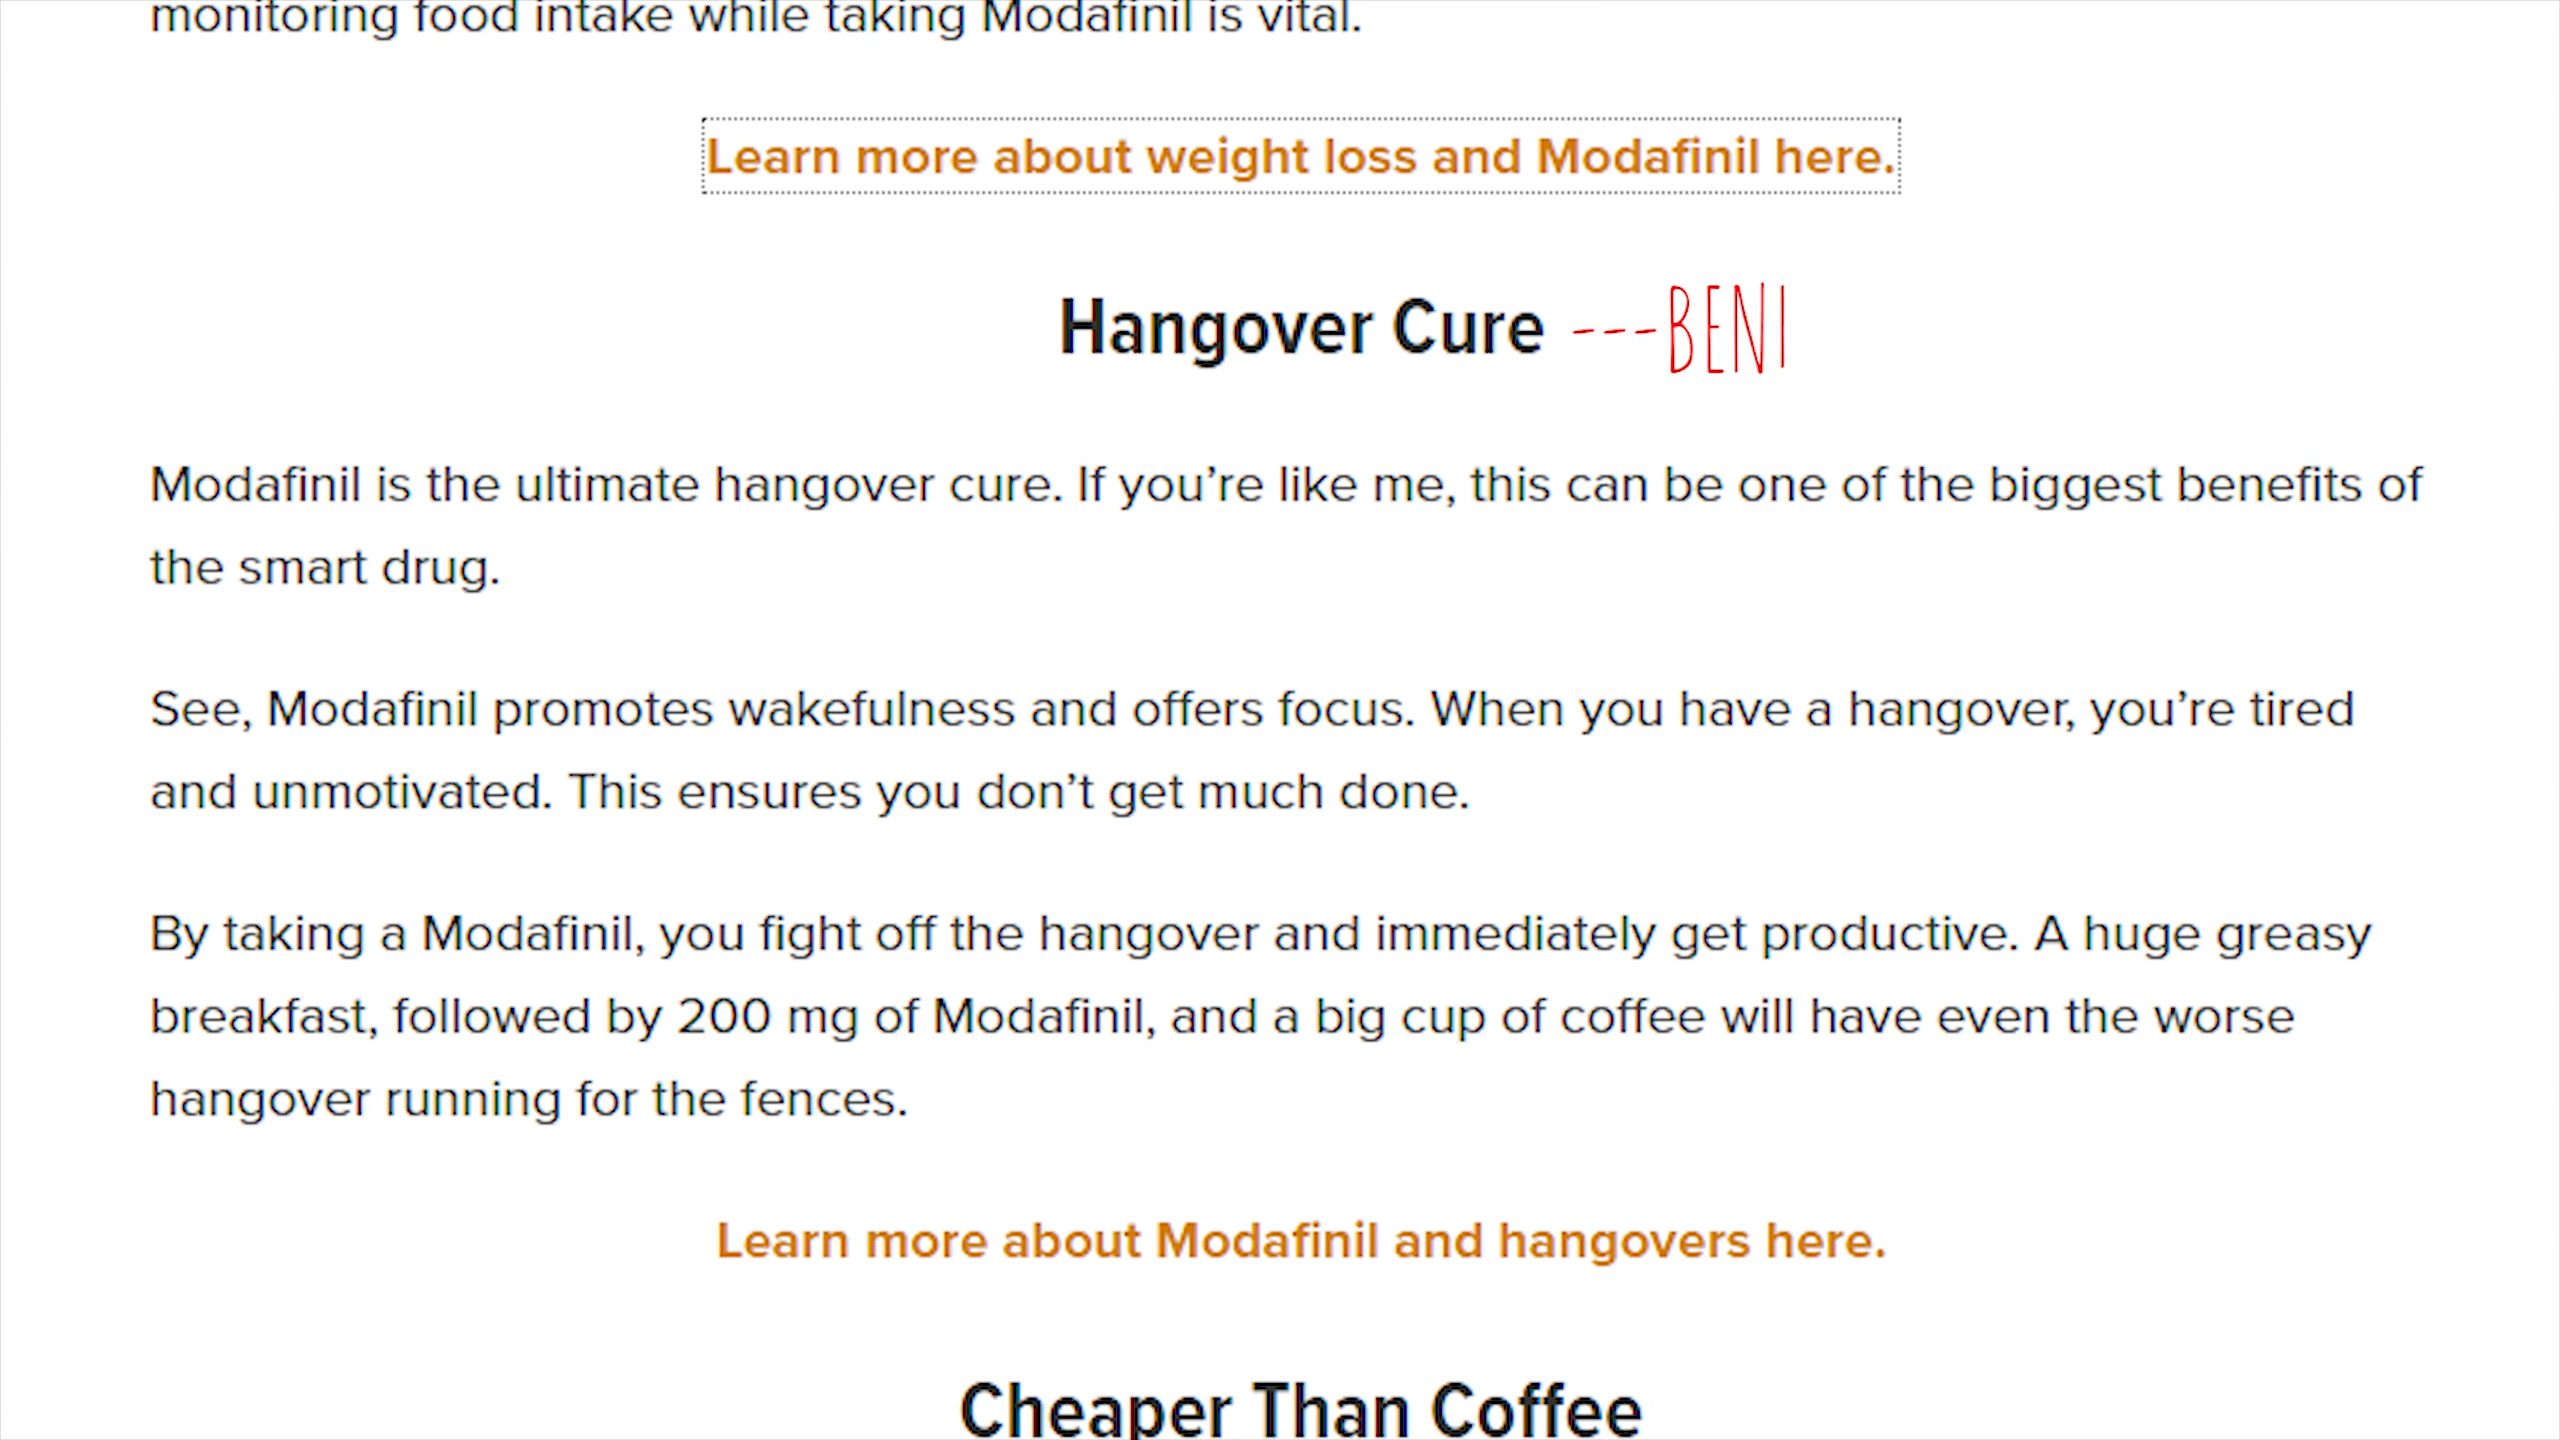 monitoring food intake while taking Modafinil is vital.
Learn more about weight loss and Modafinil here.
Hangover Cure ---BENI
Modafinil is the ultimate hangover cure. If you’re like me, this can be one of the biggest benefits of
the smart drug.
See, Modafinil promotes wakefulness and offers focus. When you have a hangover, you’re tired
and unmotivated. This ensures you don’t get much done.
By taking a Modafinil, you fight off the hangover and immediately get productive. A huge greasy
breakfast, followed by 200 mg of Modafinil, and a big cup of coffee will have even the worse
hangover running for the fences.
Learn more about Modafinil and hangovers here.
Cheaper Than Coffee